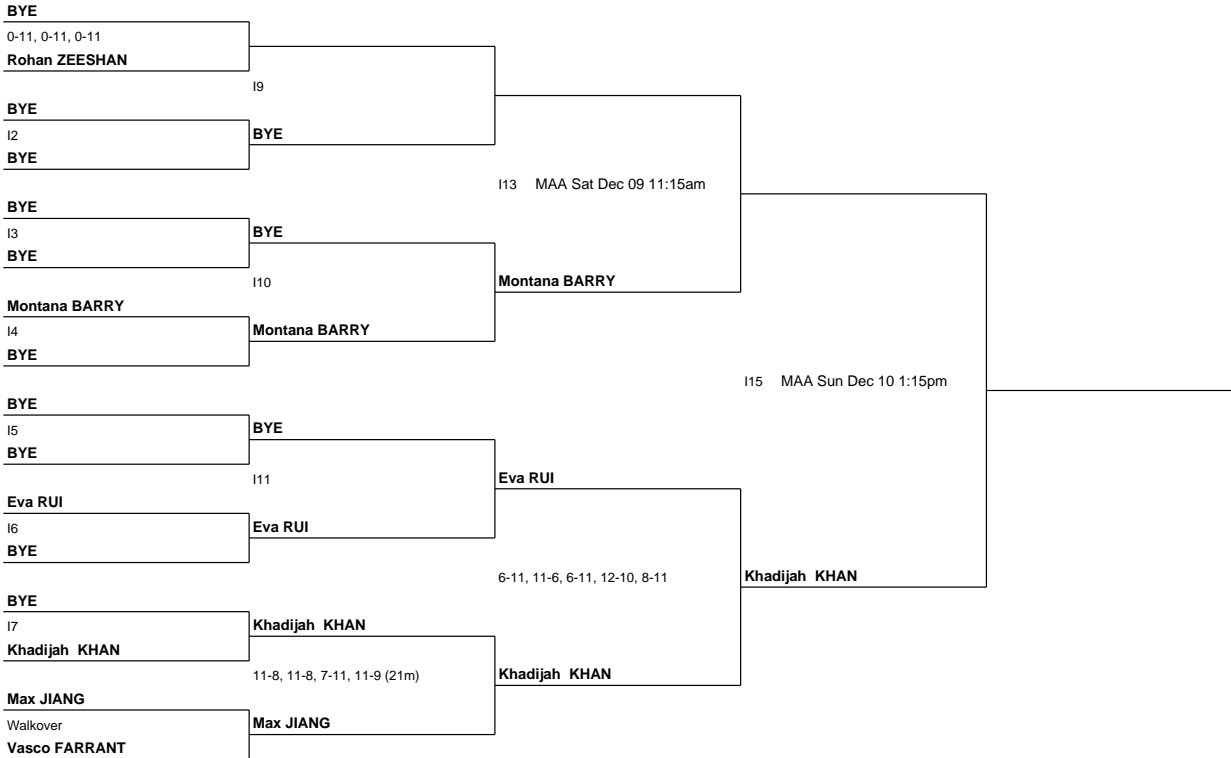 BYE
0-11, 0-11, 0-11
Rohan ZEESHAN
I9
BYE
I2
BYE
BYE
I13 MAA Sat Dec 09 11:15am
BYE
I3
BYE
BYE
I10
Montana BARRY
Montana BARRY
I4
Montana BARRY
BYE
I15 MAA Sun Dec 10 1:15pm
BYE
I5
BYE
BYE
I11
Eva RUI
Eva RUI
I6
Eva RUI
BYE
6-11, 11-6, 6-11, 12-10, 8-11
Khadijah KHAN
BYE
I7
Khadijah KHAN
Khadijah KHAN
11-8, 11-8, 7-11, 11-9 (21m)
Khadijah KHAN
Max JIANG
Walkover
Max JIANG
Vasco FARRANT